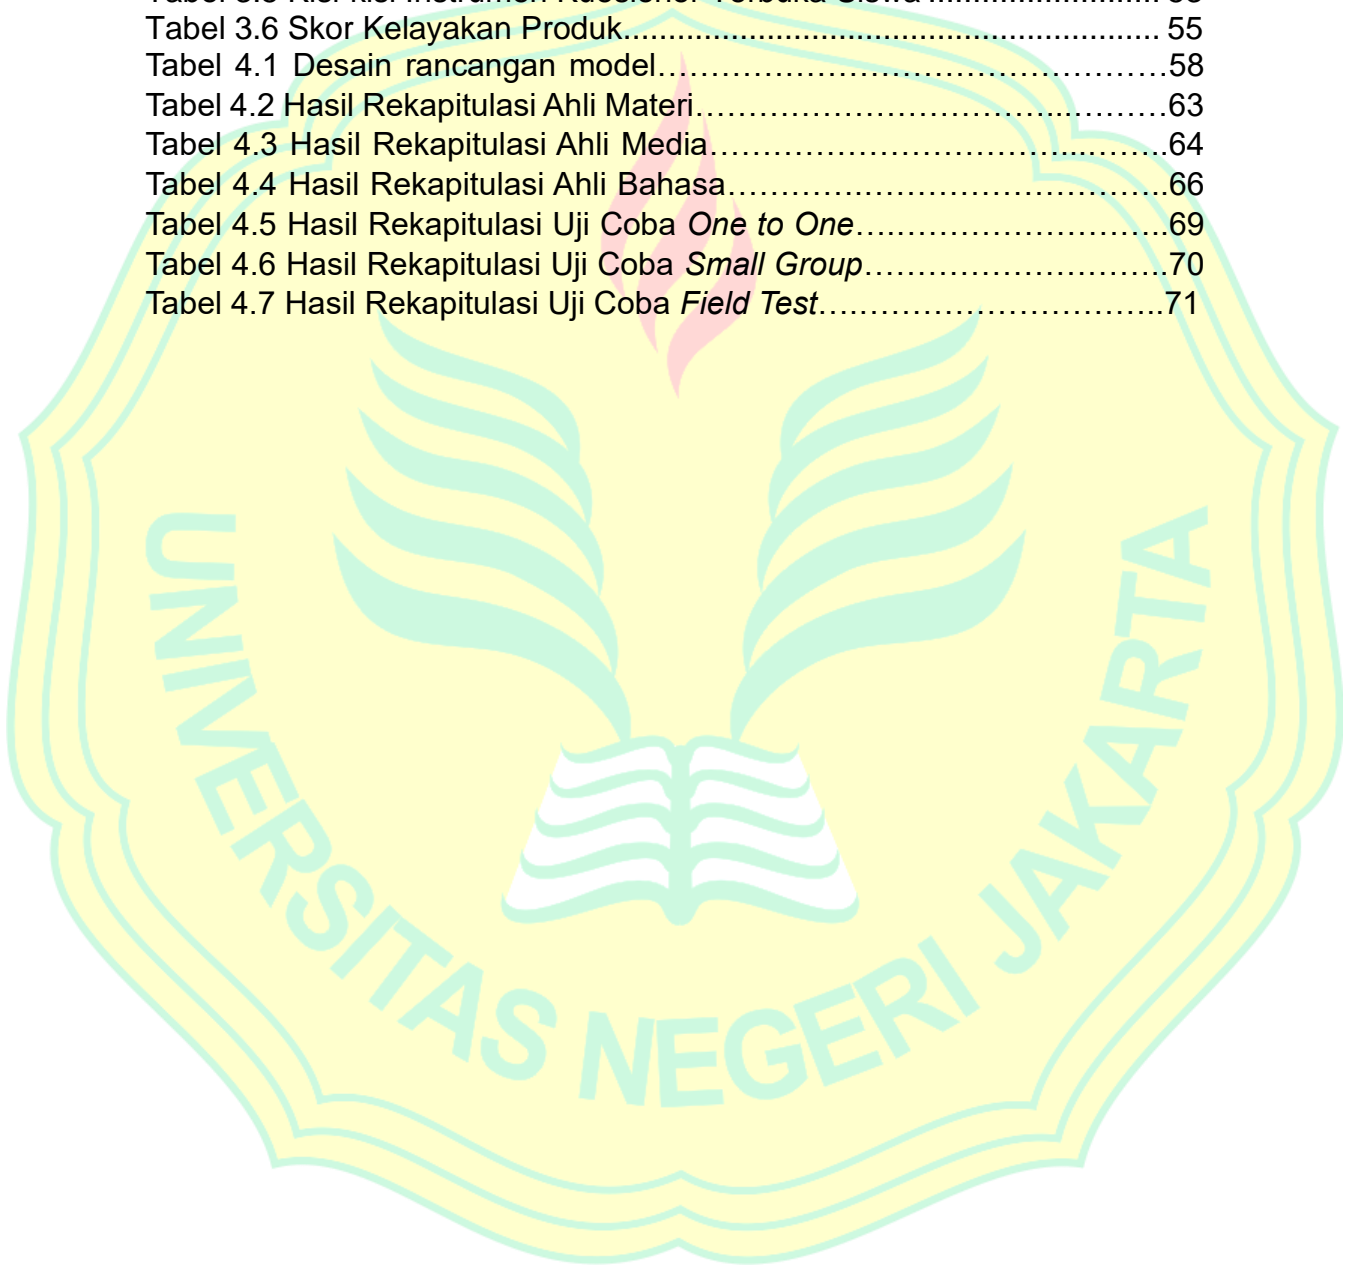 Tabel 3.6 Skor Kelayakan Produk.................................................................. 55
Tabel 4.1 Desain rancangan model…………………………………………58
Tabel 4.2 Hasil Rekapitulasi Ahli Materi……………………………...………63
Tabel 4.3 Hasil Rekapitulasi Ahli Media……………………………...……..64
Tabel 4.4 Hasil Rekapitulasi Ahli Bahasa…………………………………..66
Tabel 4.5 Hasil Rekapitulasi Uji Coba One to One………………………..69
Tabel 4.6 Hasil Rekapitulasi Uji Coba Small Group………………………..70
Tabel 4.7 Hasil Rekapitulasi Uji Coba Field Test….………………………..71
UNIVERSITAS NEGERI JAKARTA